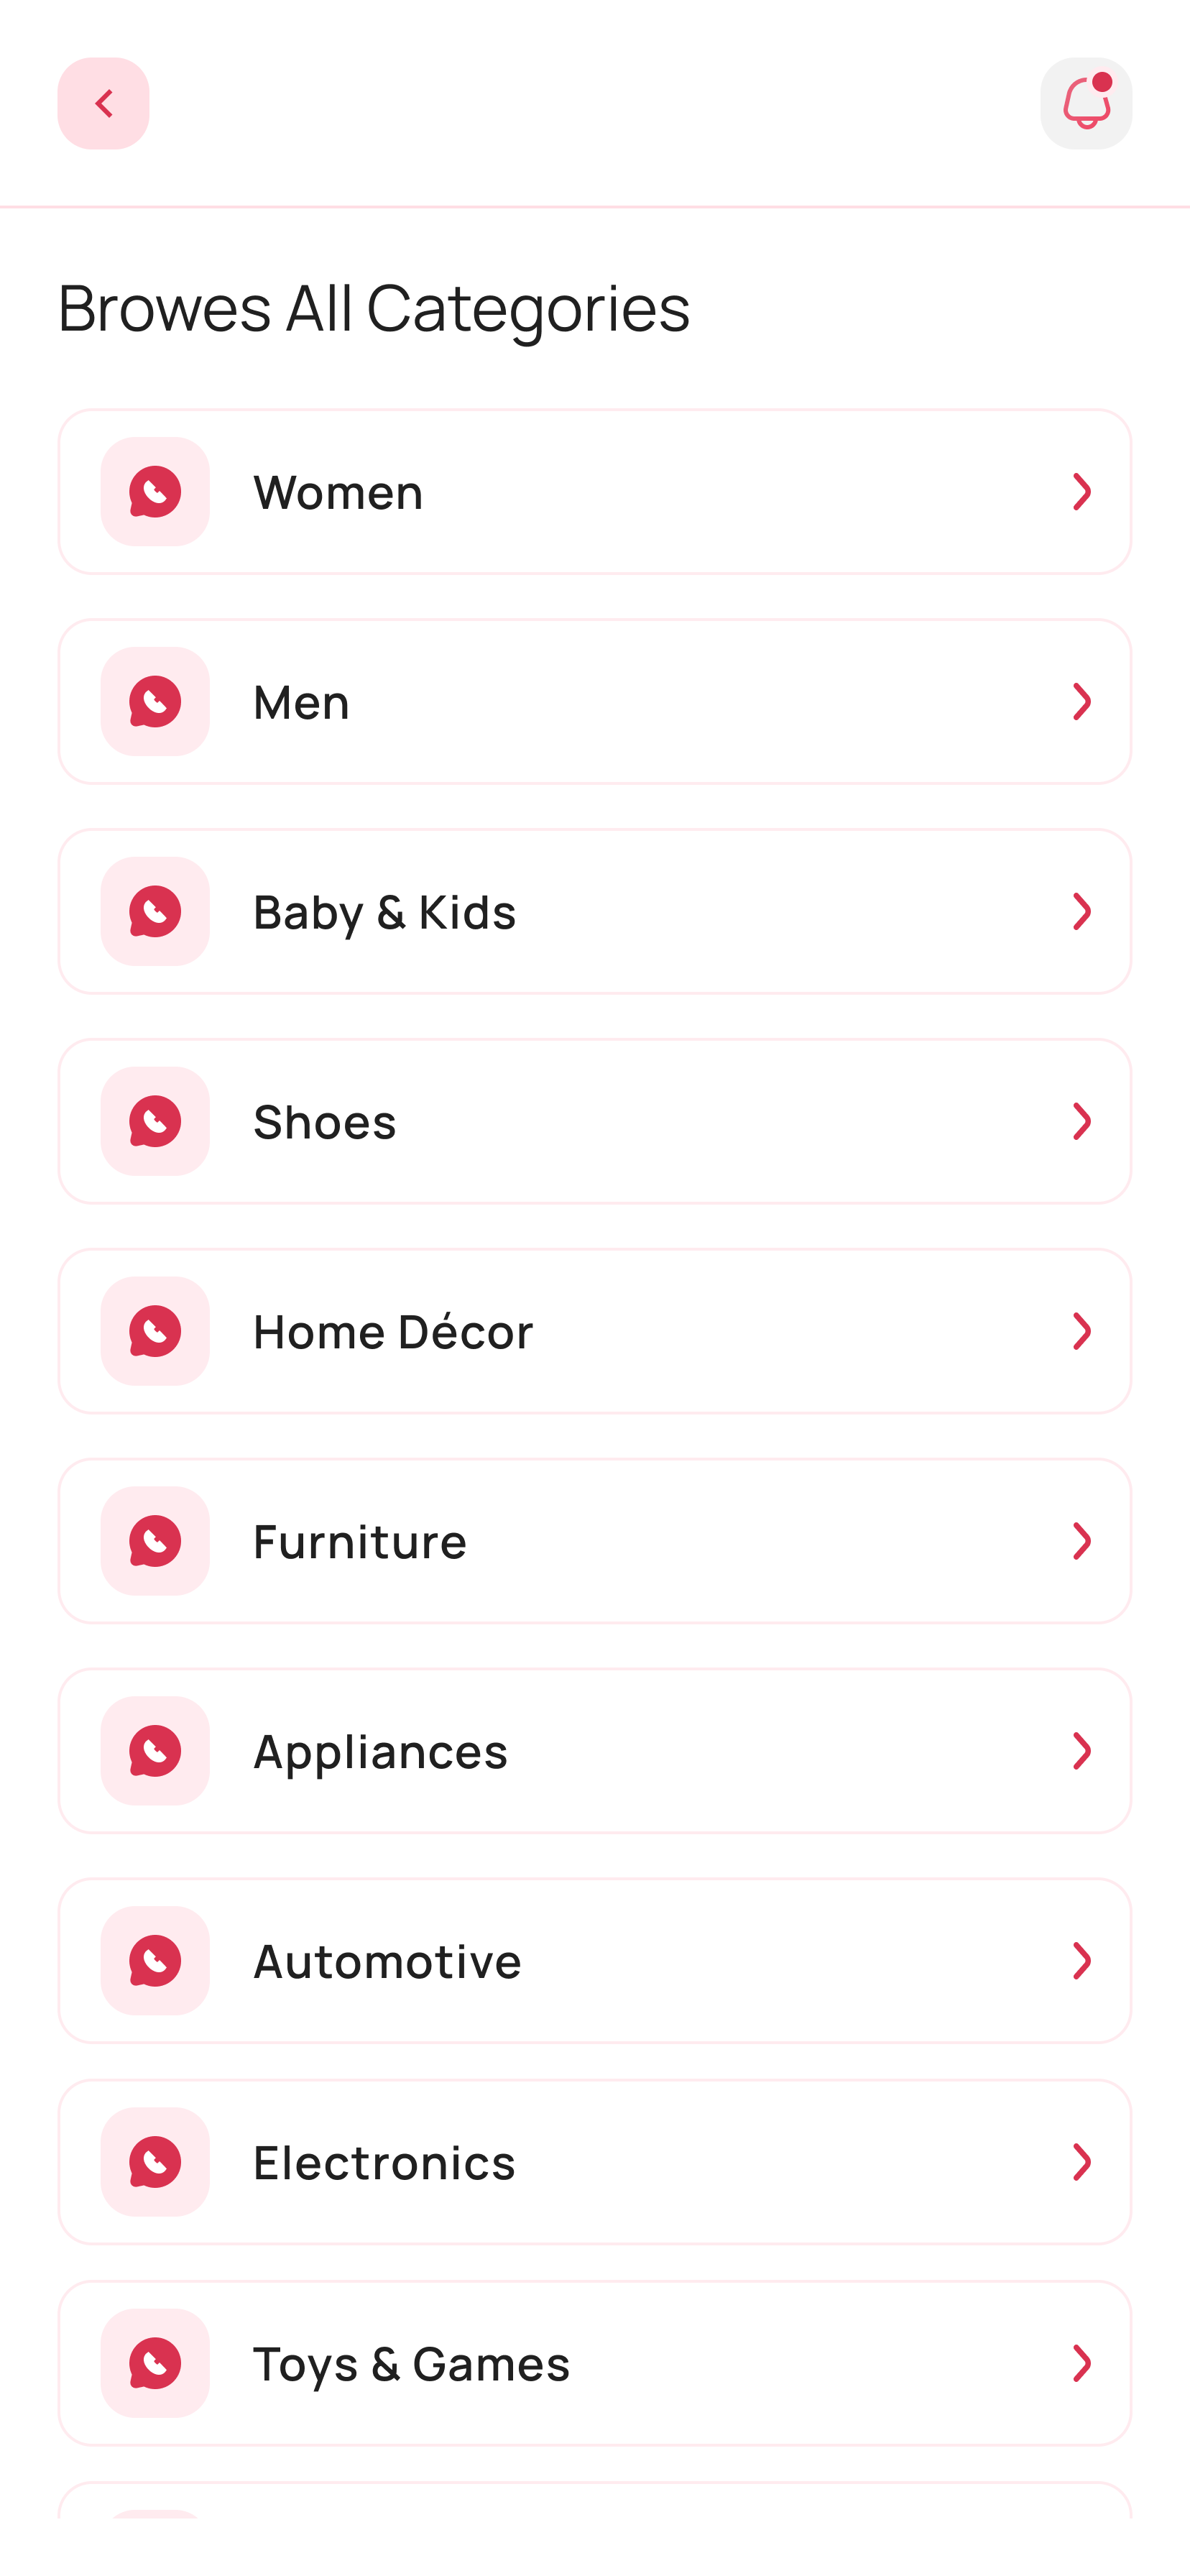 Browes All Categories
Women
Men
Baby & Kids
Shoes
Home Décor
Furniture
Appliances
Automotive
Electronics
Toys & Games